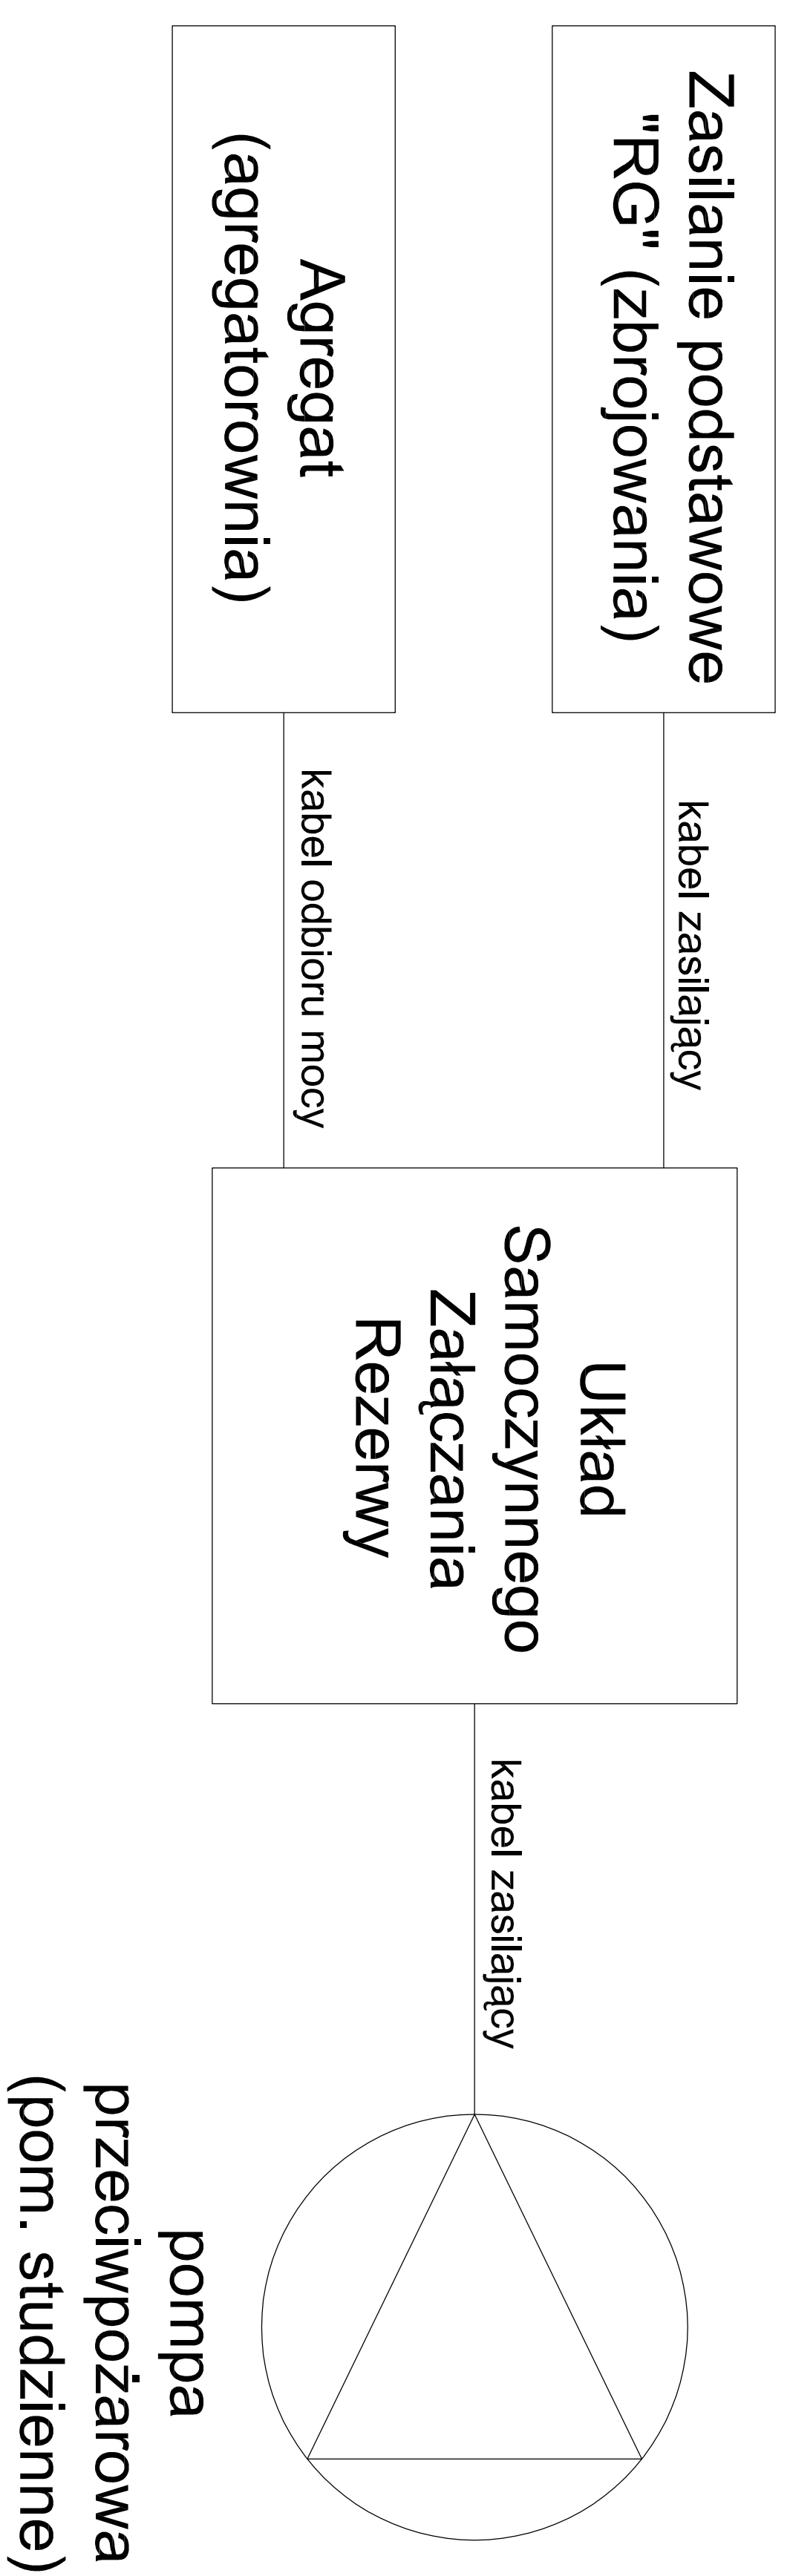 Zasilanie podstawowe
"RG" (zbrojowania)
kabel zasilający
Agregat
(agregatorownia)
kabel odbioru mocy
Układ
Samoczynnego
Załączania
Rezerwy
kabel zasilający
pompa
przeciwpożarowa
(pom. studzienne)